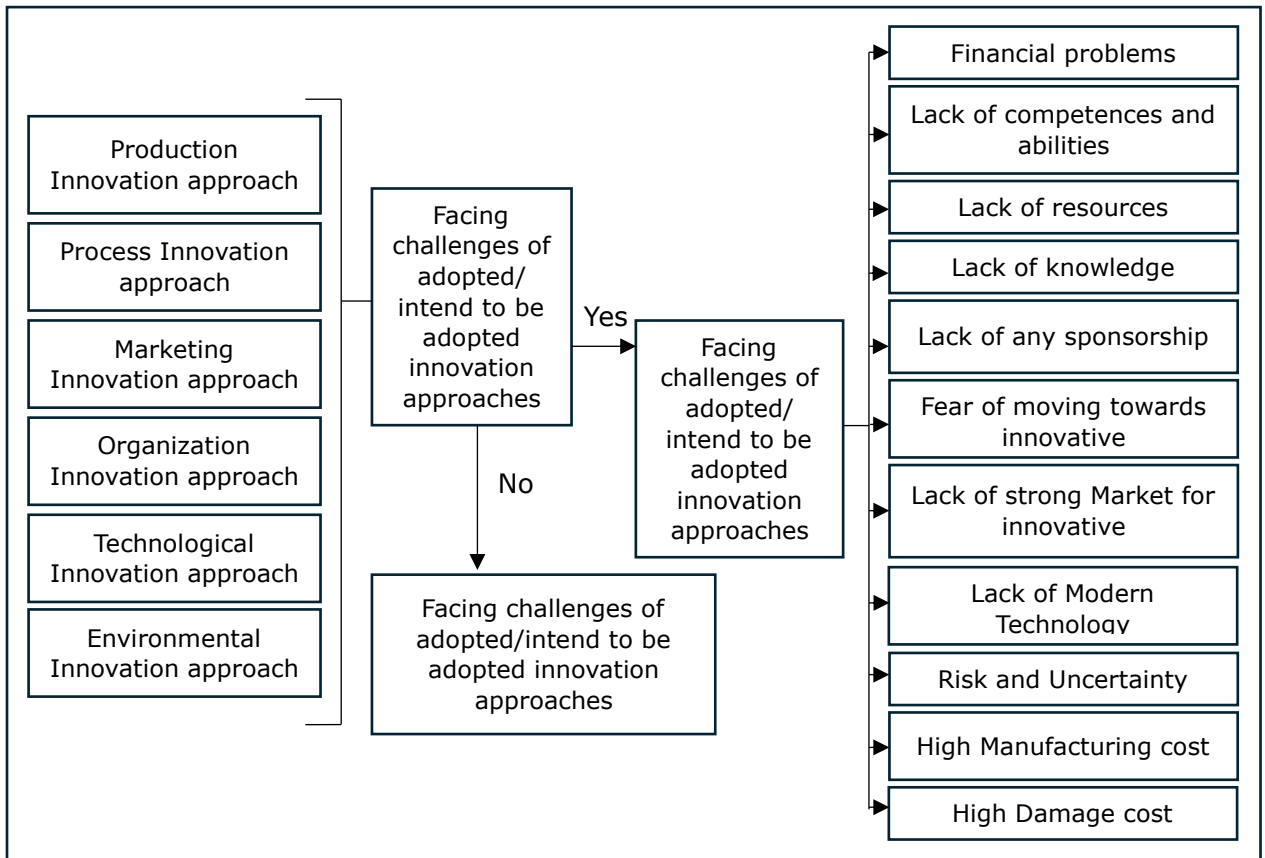 Production
Innovation approach
Process Innovation
approach
Marketing
Innovation approach
Organization
Innovation approach
Technological
Innovation approach
Environmental
Innovation approach
Facing
challenges of
adopted/
intend to be
adopted
innovation
approaches
Yes
No
Facing challenges of
adopted/intend to be
adopted innovation
approaches
Facing
challenges of
adopted/
intend to be
adopted
innovation
approaches
Financial problems
Lack of competences and
abilities
Lack of resources
Lack of knowledge
Lack of any sponsorship
Fear of moving towards
innovative
Lack of strong Market for
innovative
Lack of Modern
Technology
Risk and Uncertainty
High Manufacturing cost
High Damage cost